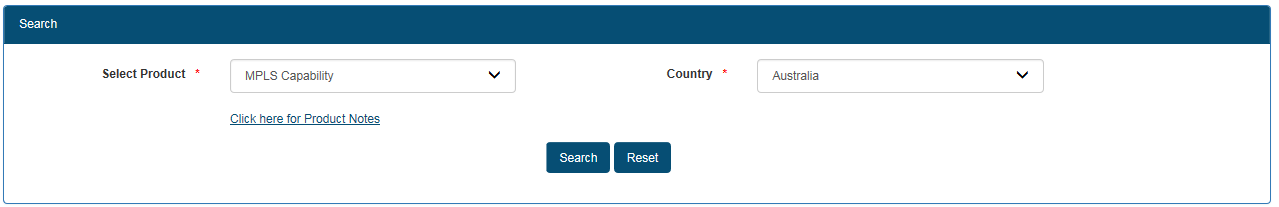 Search
Select Product * MPLS Capability Country * Australia
Click here for Product Notes
Search Reset